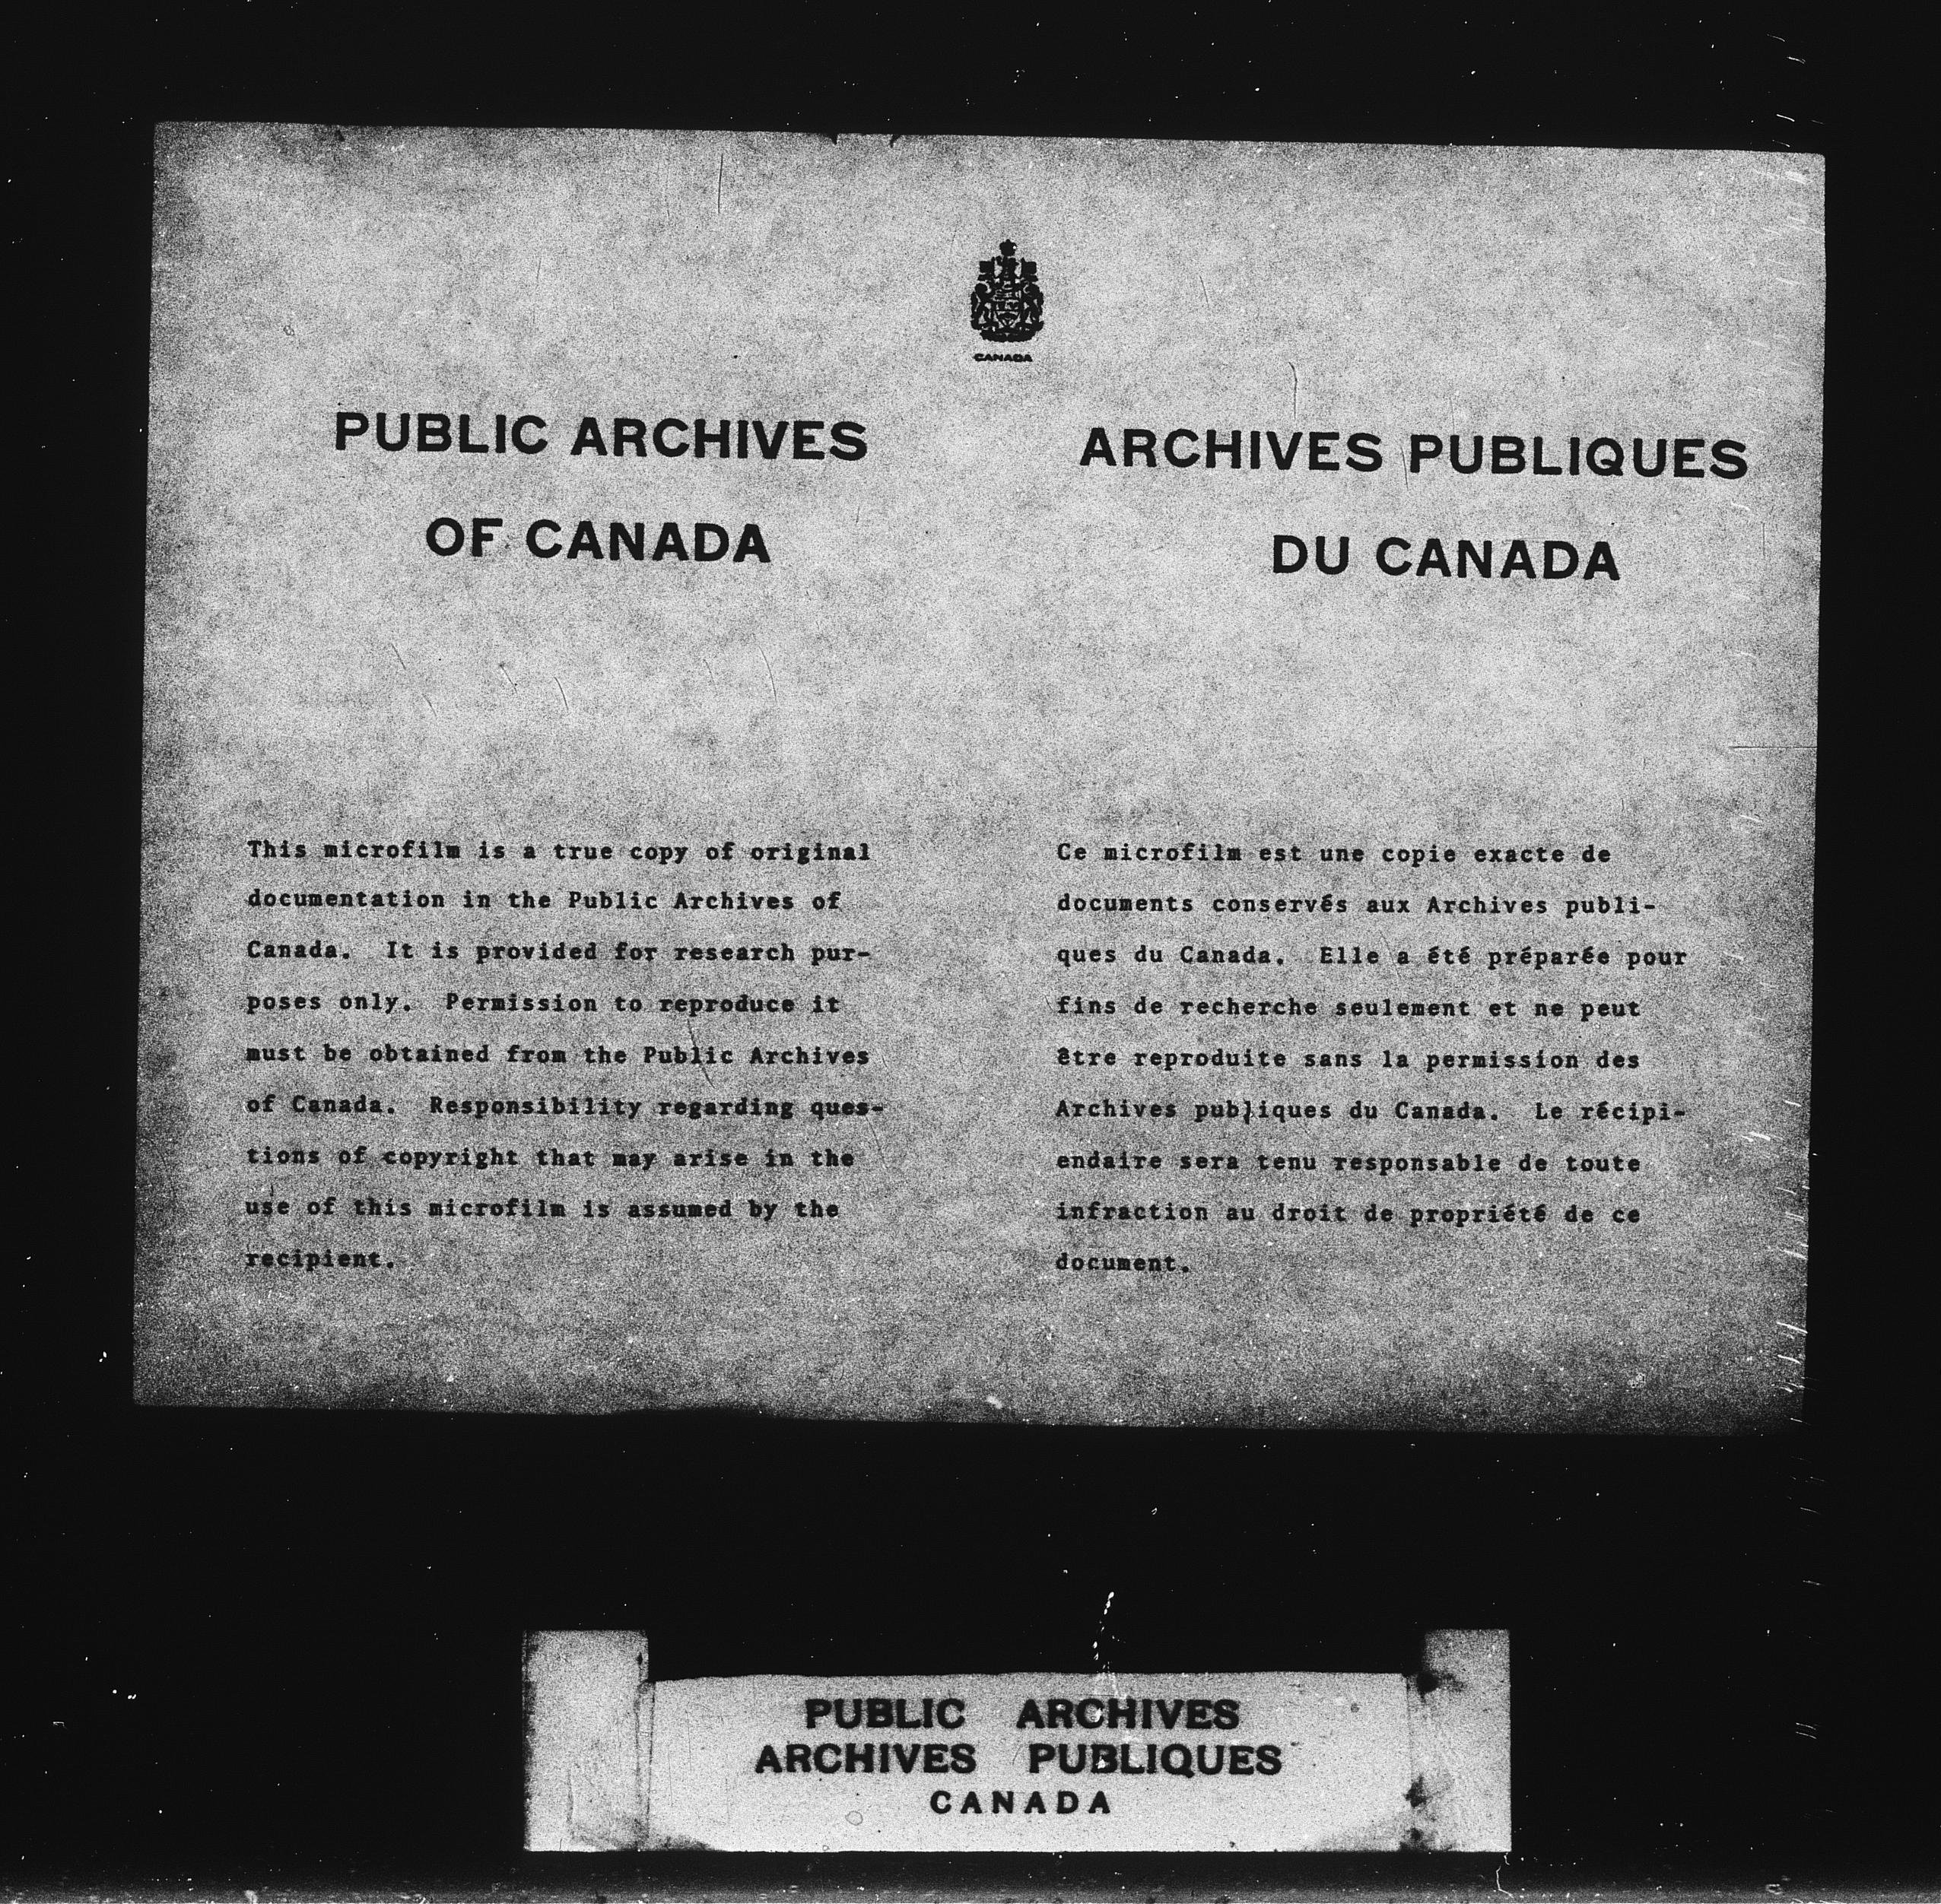 CANADA
PUBLIC ARCHIVES
OF CANADA
This microfilm is a true copy of original
documentation in the Public Archives of
Canada. It is provided for research pur-
poses only. Permission to reproduce it
must be obtained from the Public Archives
of Canada. Responsibility regarding ques-
tions of copyright that may arise in the
use of this microfilm is assumed by the
recipient.
ARCHIVES PUBLIQUES
DU CANADA
Ce microfilm est une copie exacte de
documents conservés aux Archives publi-
ques du Canada. Elle a été préparée pour
fins de recherche seulement et ne peut
être reproduite sans la permission des
Archives publiques du Canada. Le récipi-
endaire sera tenu responsable de toute
infraction au droit de propriété de ce
document.
PUBLIC ARCHIVES
ARCHIVES PUBLIQUES
CANADA